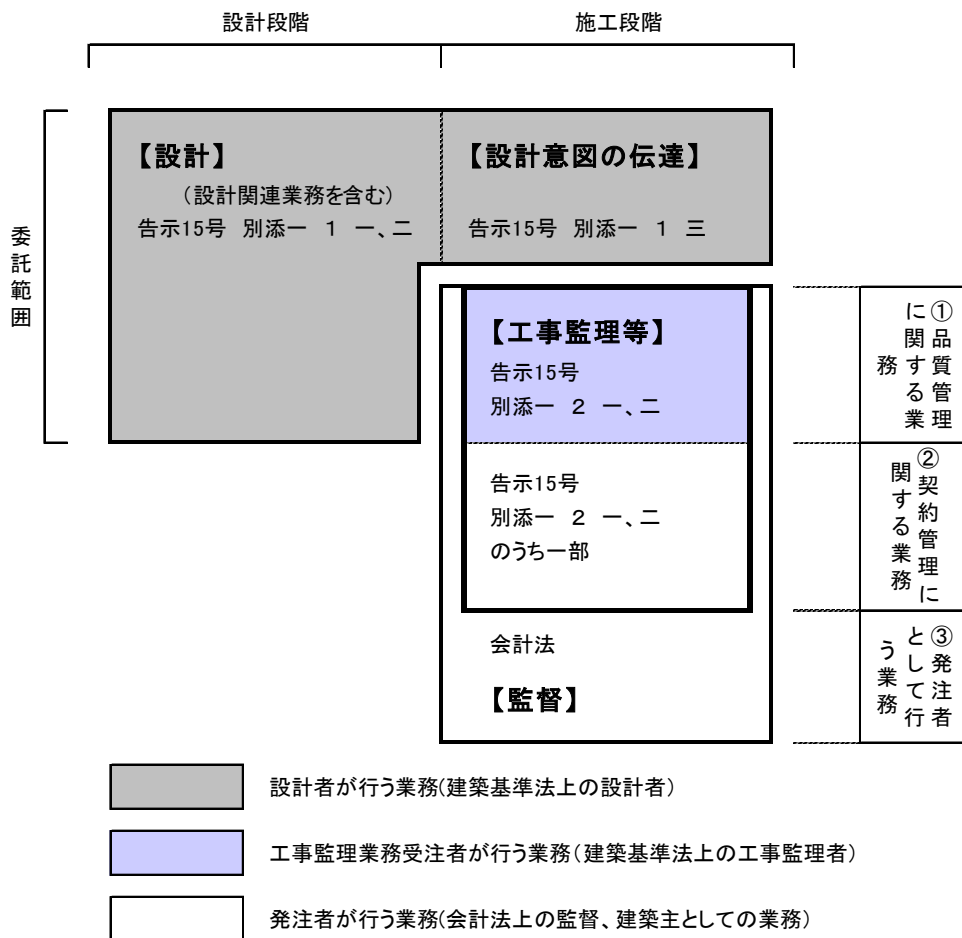 設計段階
施工段階
委託範囲
【設計】
(設計関連業務を含む)
告示15号 別添一 1 一、二
【設計意図の伝達】
告示15号 別添一 1 三
【工事監理等】
告示15号
別添一 2 一、二
告示15号
別添一 2 一、二
のうち一部
会計法
【監督】
①品質管理
に関する業
務
②契約管理に
関する業務
③発注者
として行
う業務
設計者が行う業務(建築基準法上の設計者)
工事監理業務受注者が行う業務(建築基準法上の工事監理者)
発注者が行う業務(会計法上の監督、建築主としての業務)